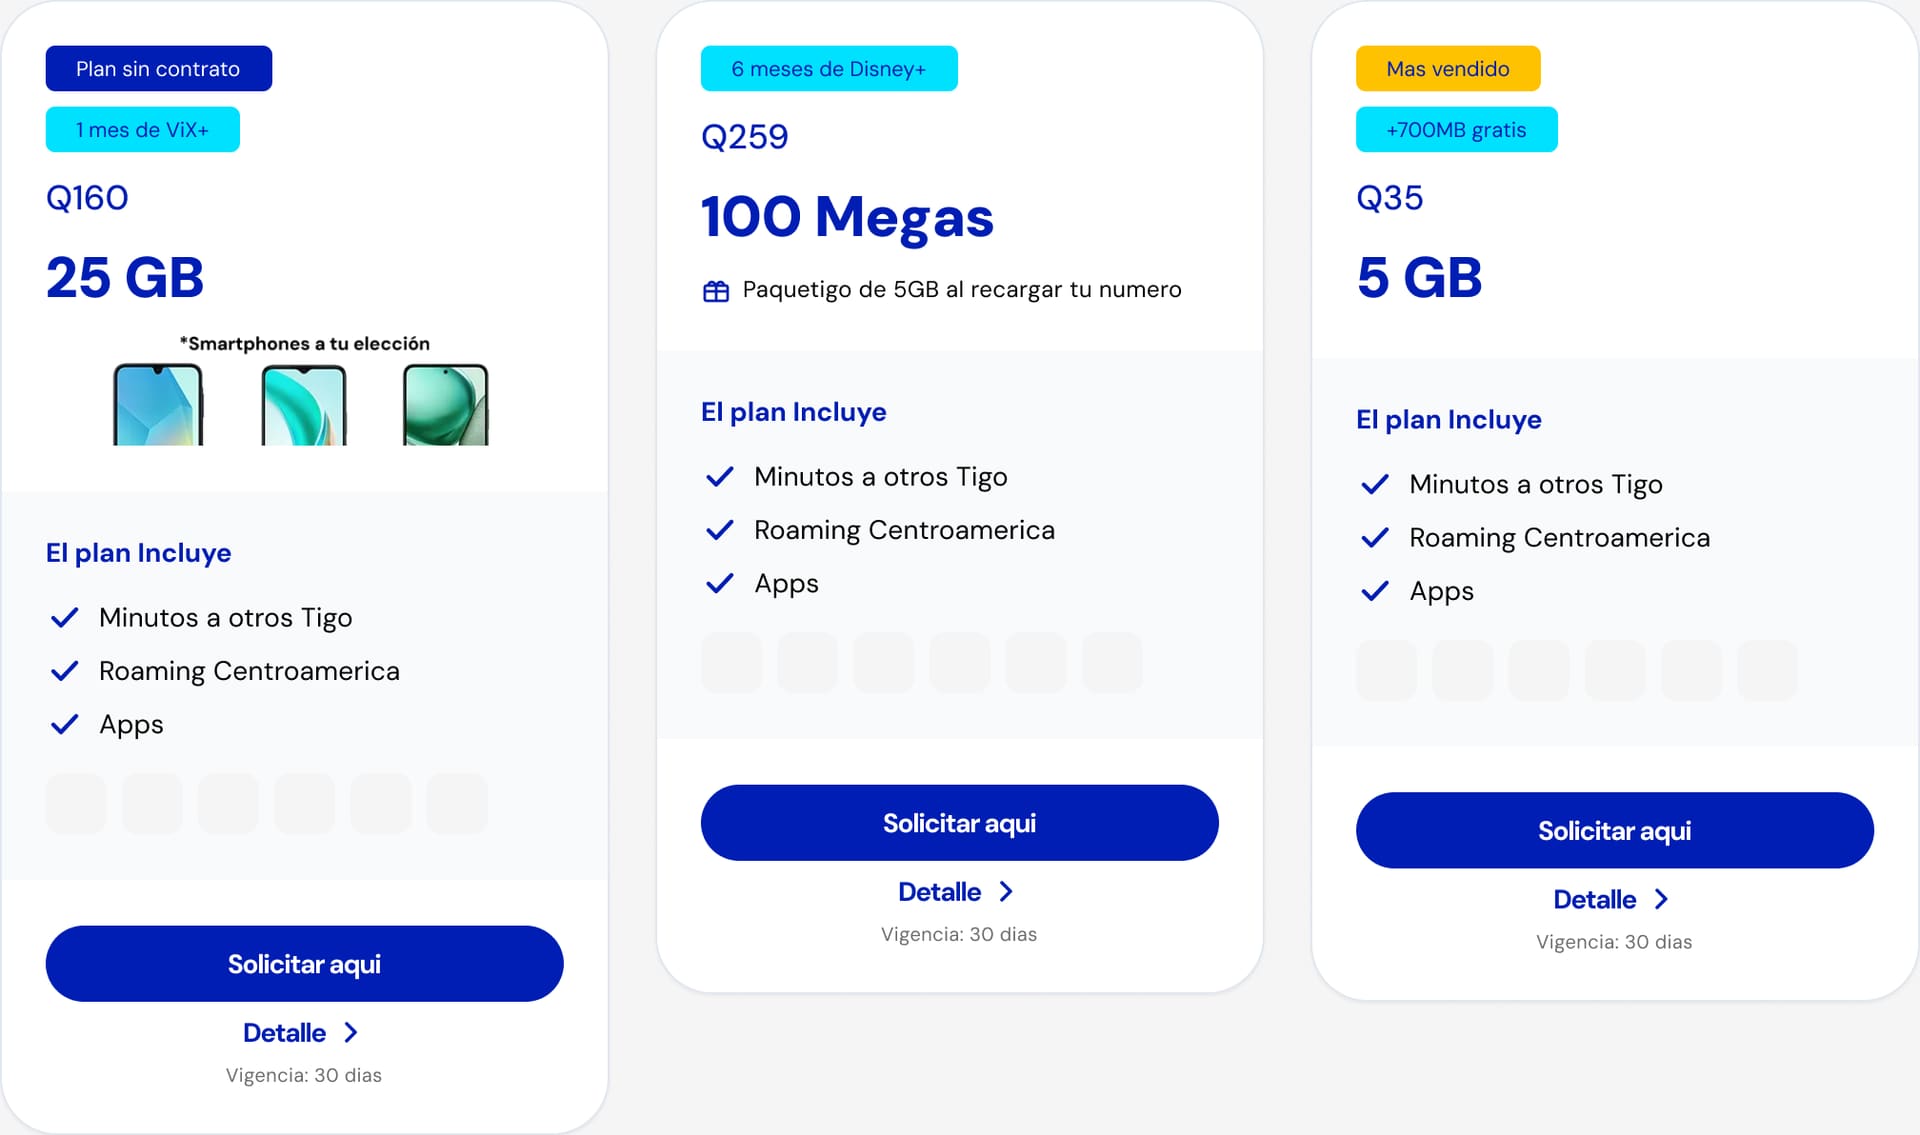 Plan sin contrato
1 mes de ViX+
Q160
25 GB
*Smartphones a tu elección
El plan Incluye
Minutos a otros Tigo
Roaming Centroamerica
Apps
Solicitar aqui
Detalle
Vigencia: 30 dias
6 meses de Disney+
Q259
100 Megas
Paquetigo de 5GB al recargar tu numero
El plan Incluye
Minutos a otros Tigo
Roaming Centroamerica
Apps
Solicitar aqui
Detalle
Vigencia: 30 dias
Mas vendido
+700MB gratis
Q35
5 GB
El plan Incluye
Minutos a otros Tigo
Roaming Centroamerica
Apps
Solicitar aqui
Detalle
Vigencia: 30 dias